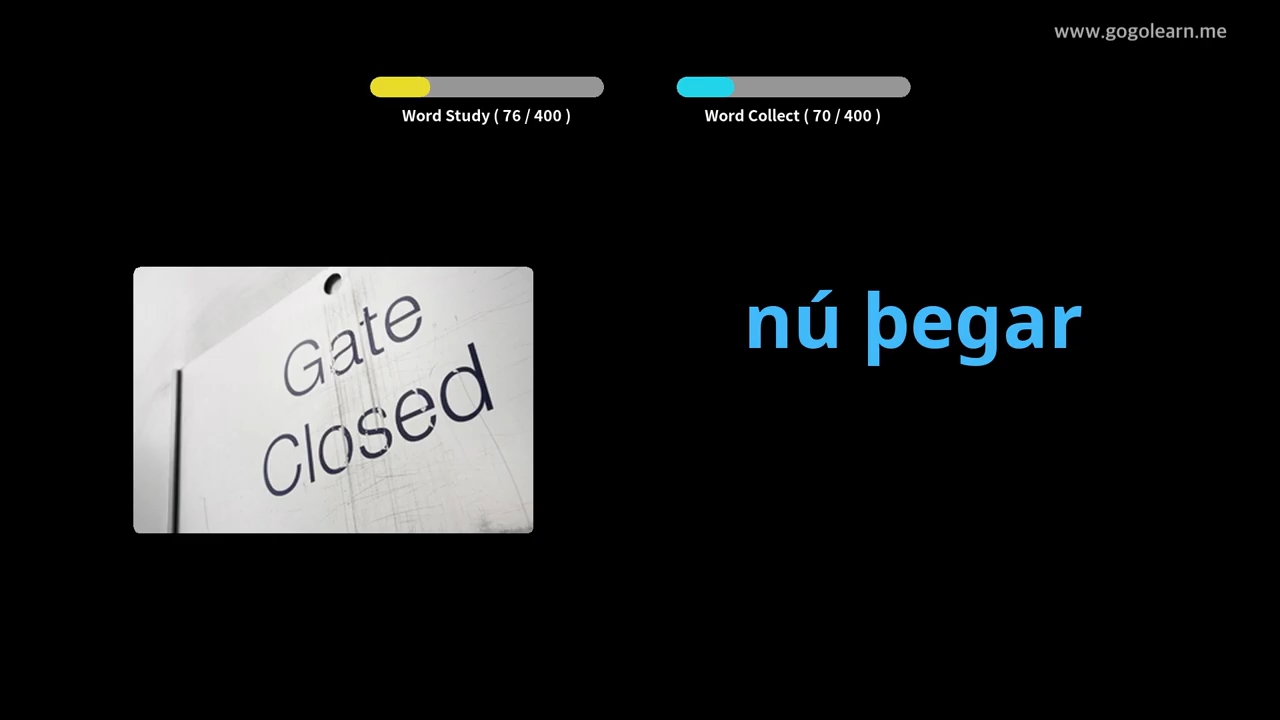 www.gogolearn.me
Word Study ( 76 / 400 )
Word Collect ( 70 / 400 )
Gate
Closed
nú þegar